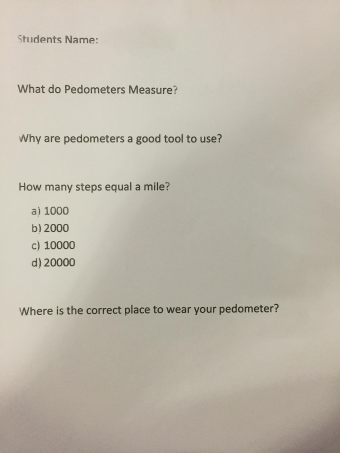 Students Name:
What do Pedometers Measure?
Why are pedometers a good tool to use?
How many steps equal a mile?
a) 1000
b) 2000
c) 10000
d) 20000
Where is the correct place to wear your pedometer?